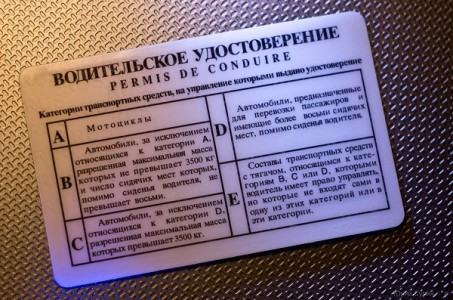 ВОДИТЕЛЬСКОЕ УДОСТОВЕРЕНИЕ
PERMIS DE CONDUIRE
Категории транспортных средств, на управление которыми выдано удостоверение
A
Мотоциклы
B
Автомобили, за исключением
относящихся к категории A,
разрешенная максимальная масса
которых не превышает 3500 кг
и число сидячих мест которых,
помимо сиденья водителя, не
превышает восьми.
C
Автомобили, за исключением
относящихся к категории D,
разрешенная максимальная масса
которых превышает 3500 кг.
D
Автомобили, предназначенные
для перевозки пассажиров и
имеющие более восьми сидячих
мест, помимо сиденья водителя.
E
Составы транспортных средств
с тягачом, относящимся к кате-
гориям B, C или D, которыми
водитель имеет право управлять,
но которые не входят сами в
одну из этих категорий или в
эти категории.